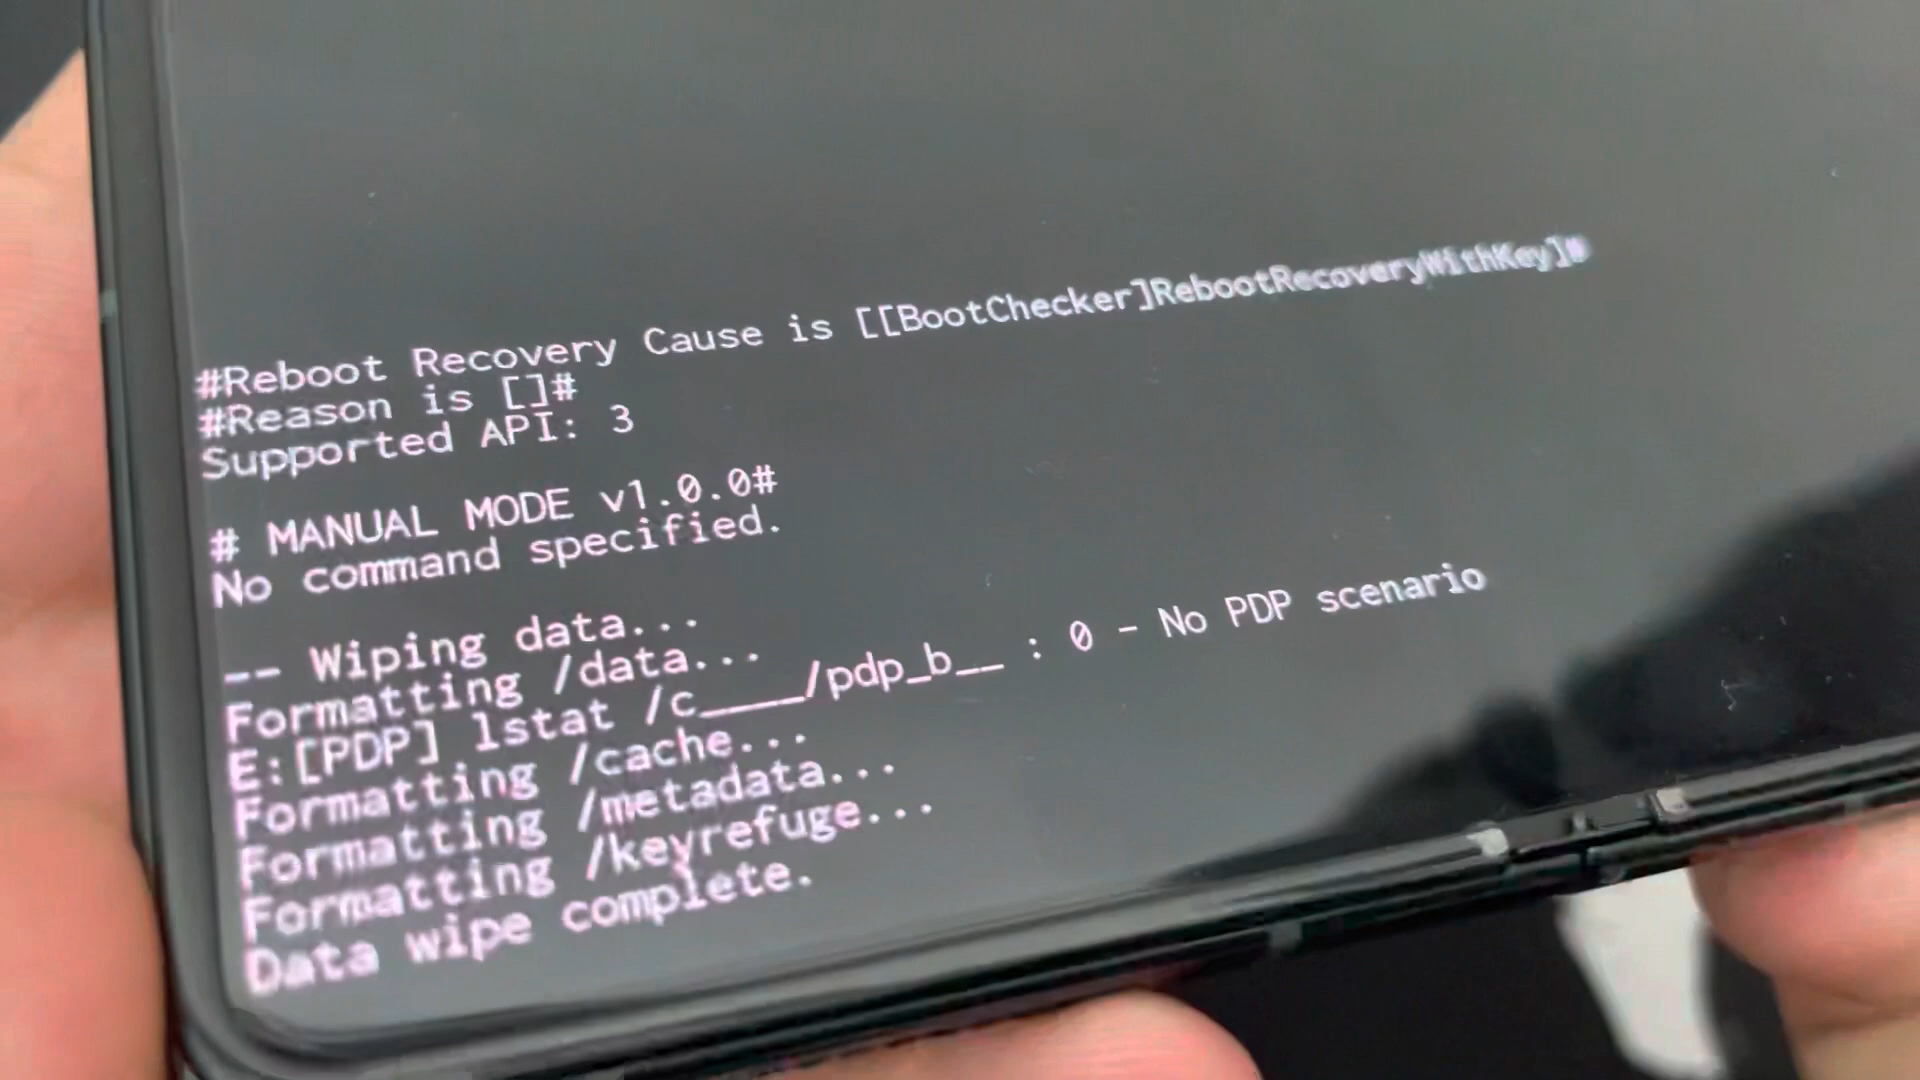 #Reboot Recovery Cause is [[BootChecker]RebootRecoveryWithKey]#
#Reason is []#
Supported API: 3
# MANUAL MODE v1.0.0#
No command specified.
-- Wiping data...
Formatting /data...
E:[PDP] lstat /c____/pdp_b__ : 0 - No PDP scenario
Formatting /cache...
Formatting /metadata...
Formatting /keyrefuge...
Data wipe complete.